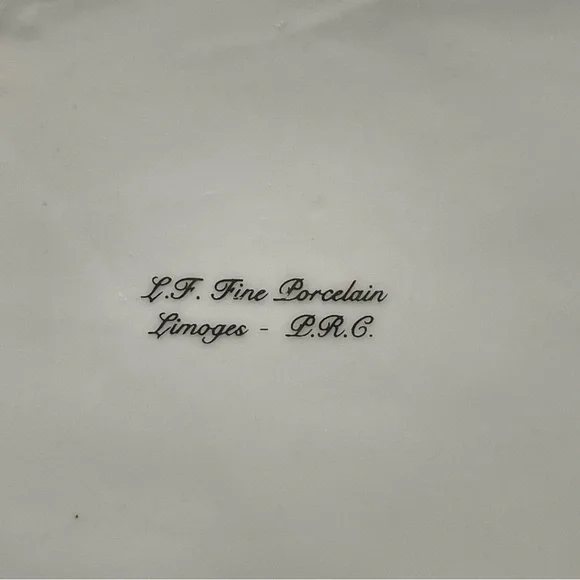 L.F. Fine Porcelain
Limoges - P.R.C.